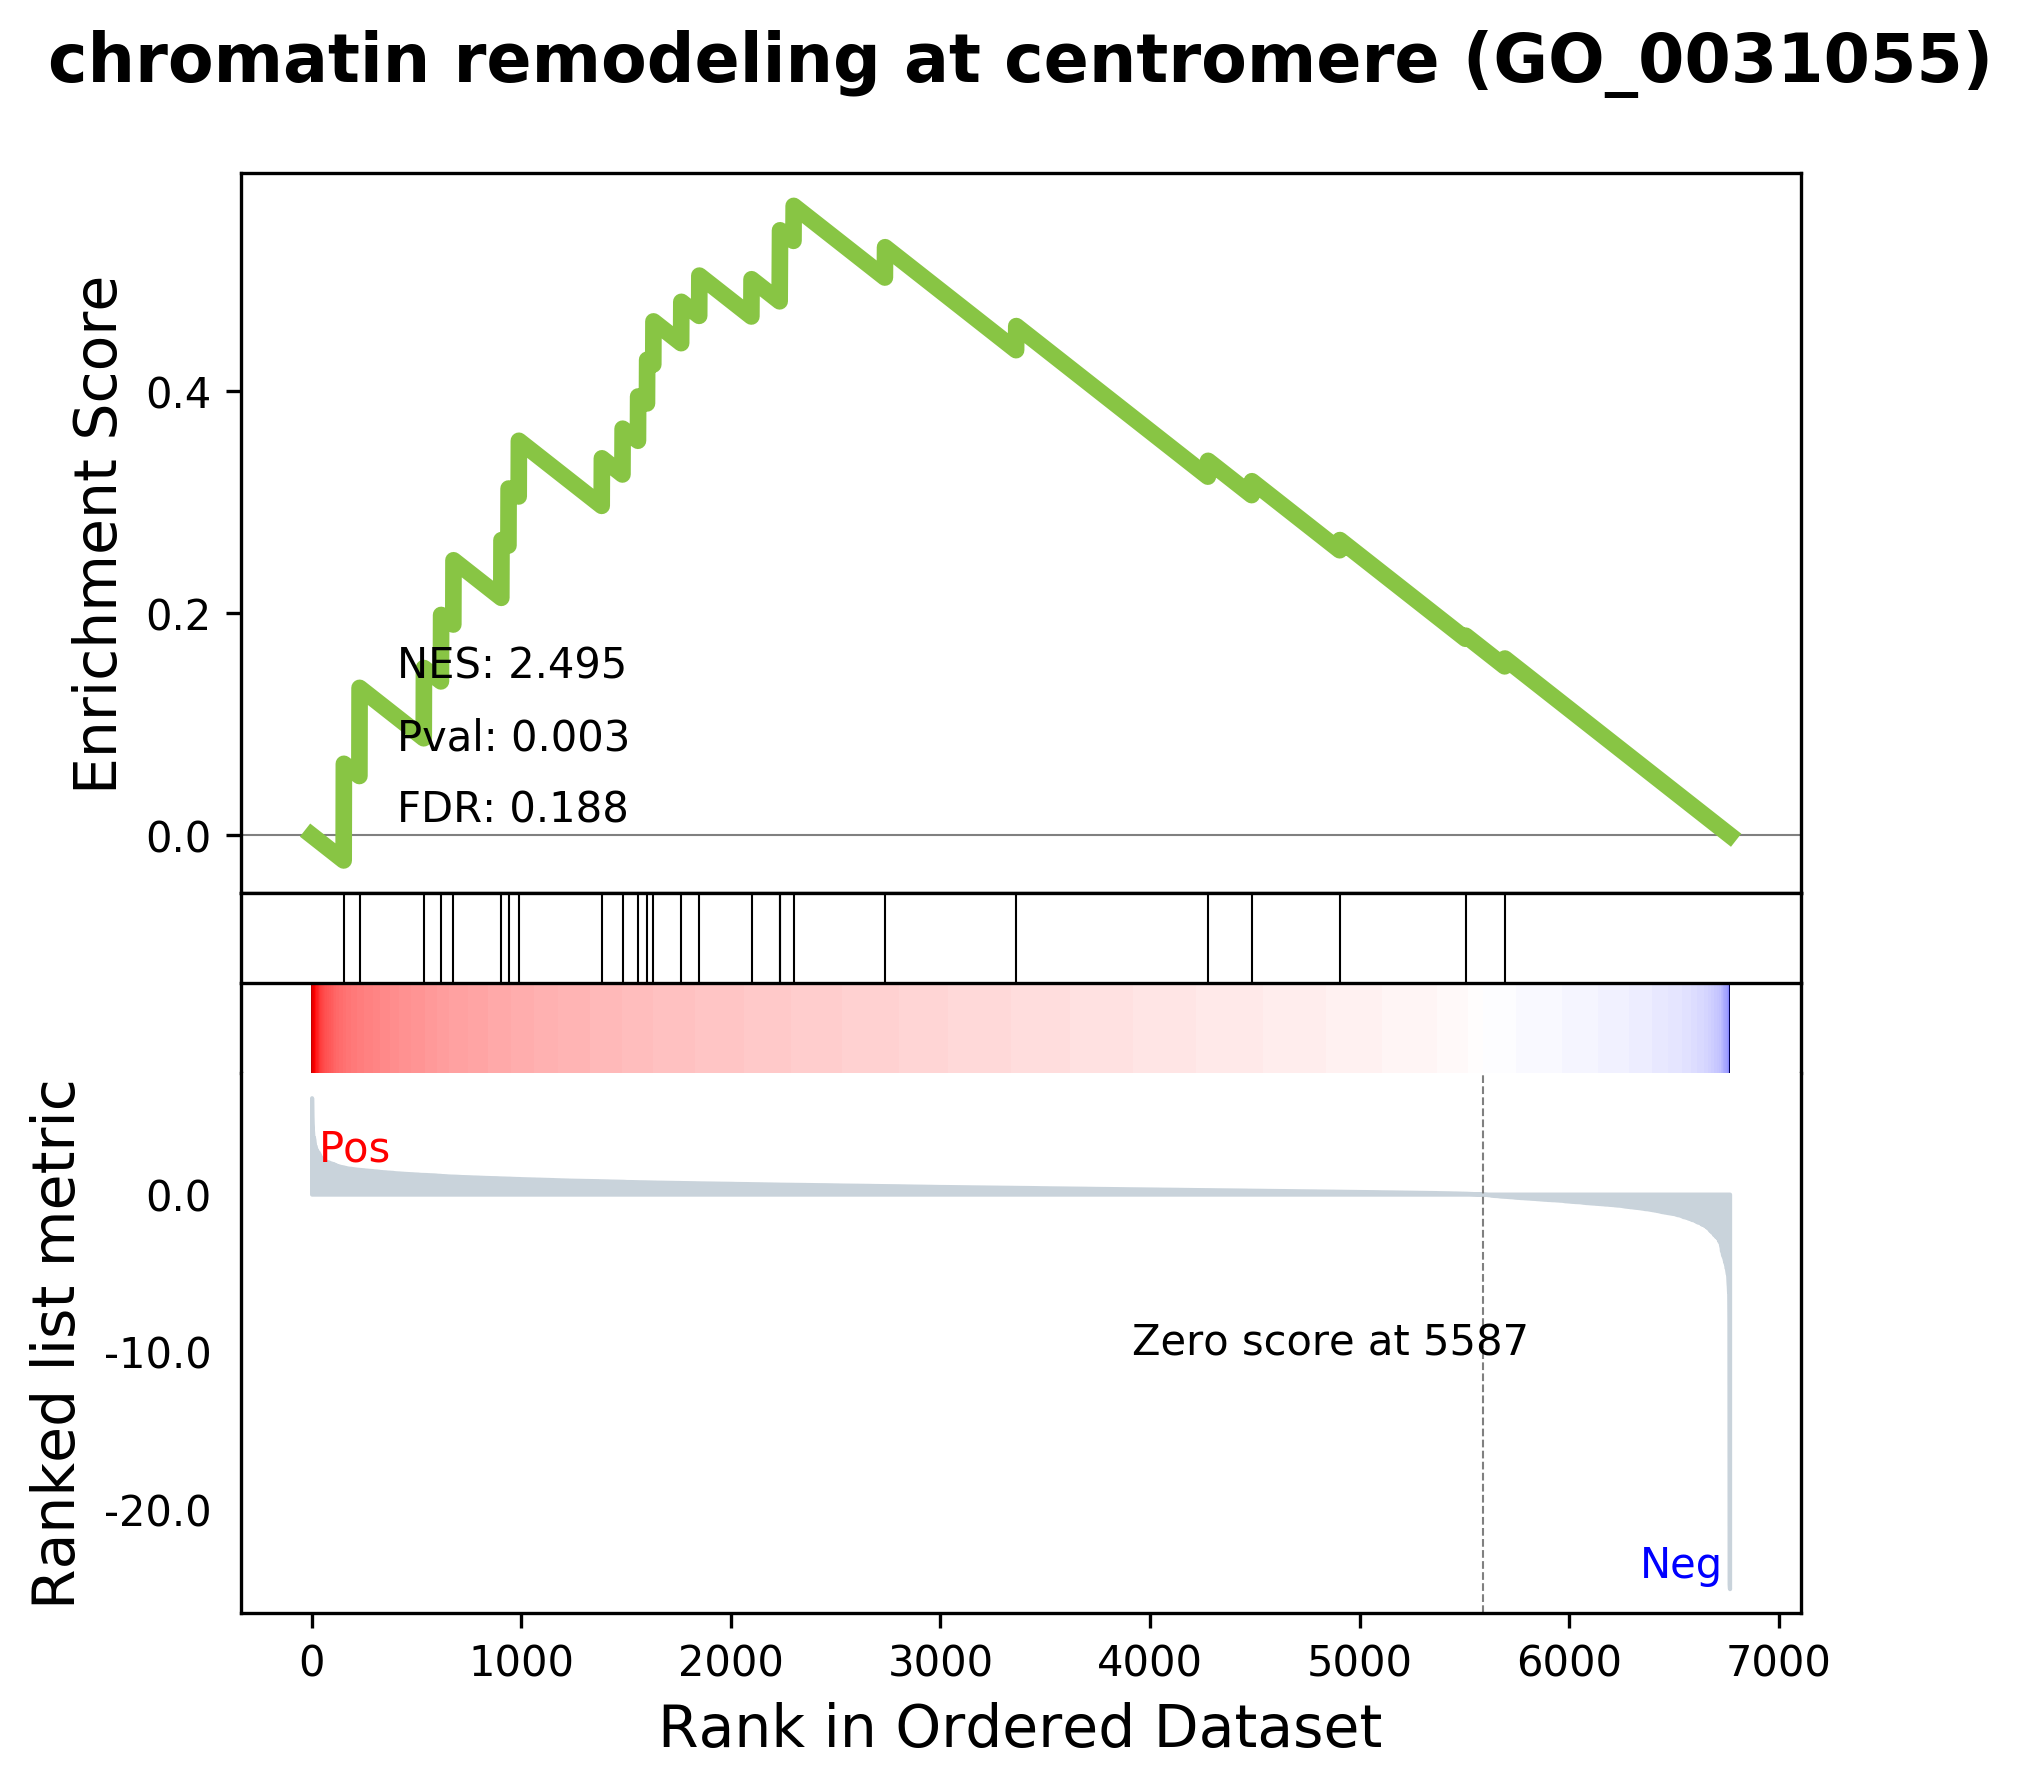 chromatin remodeling at centromere (GO_0031055)
Enrichment Score
0.4
0.2
0.0
NES: 2.495
Pval: 0.003
FDR: 0.188
Ranked list metric
0.0
-10.0
-20.0
Pos
Zero score at 5587
Neg
0 1000 2000 3000 4000 5000 6000 7000
Rank in Ordered Dataset